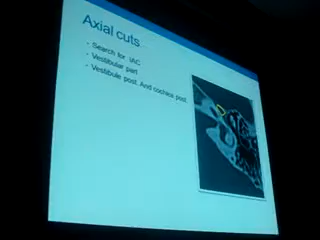 Axial cuts
- Search for IAC
- Vestibular part
- Vestibule post. And cochlea post.